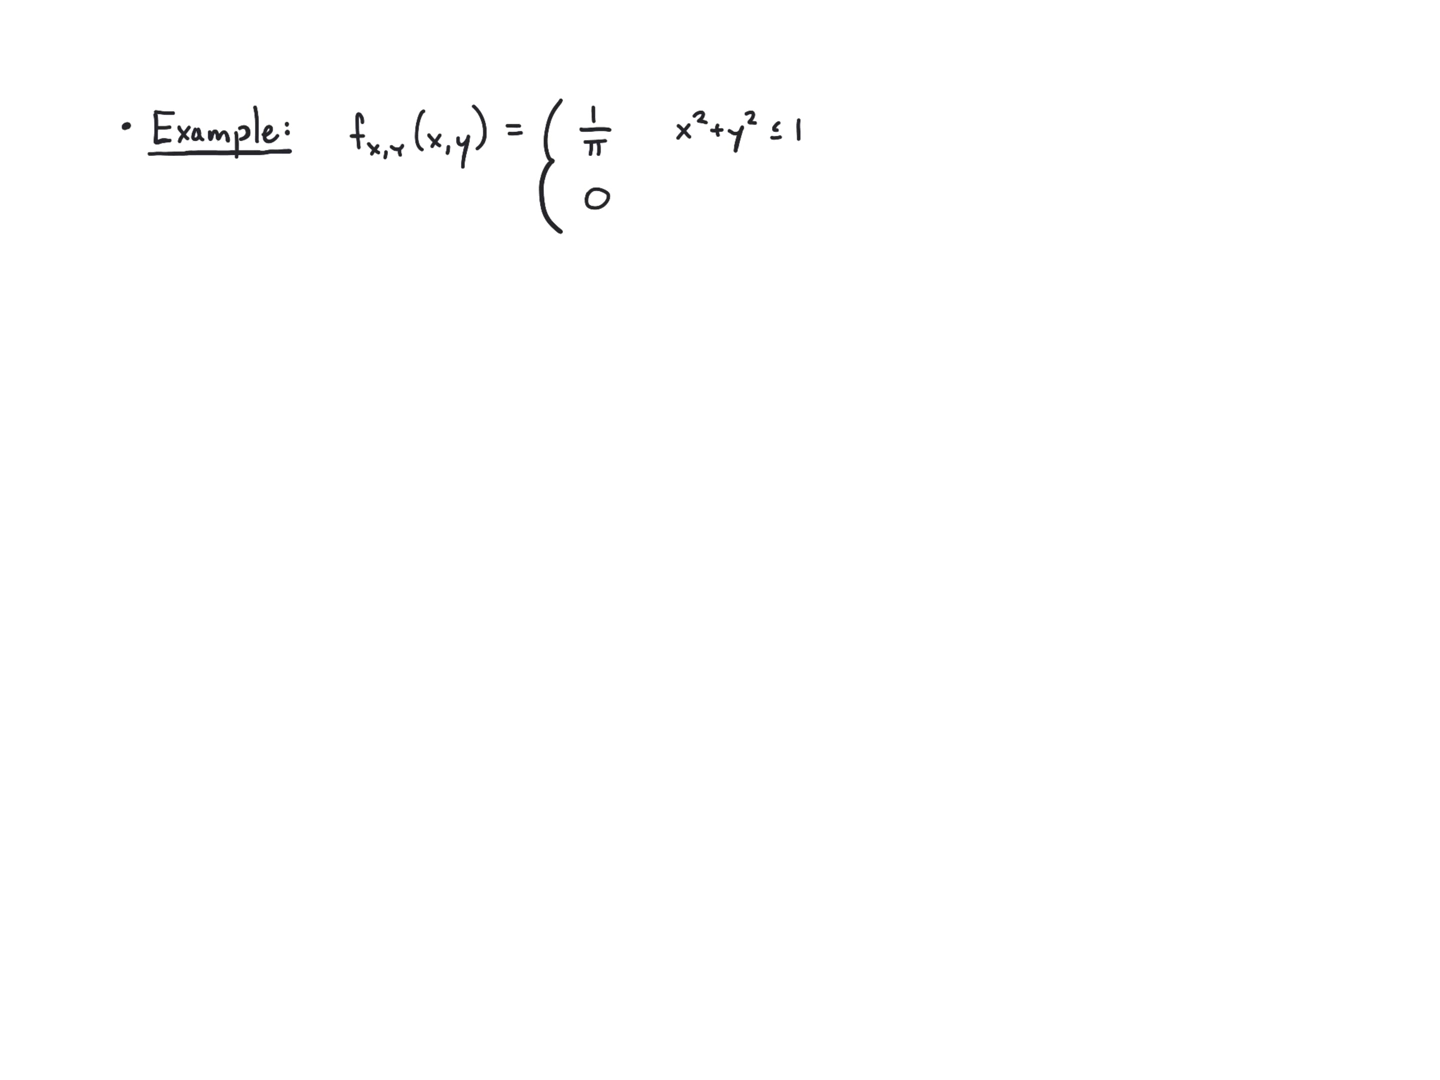 • Example: f_{X,Y}(x,y) = { 1/π x² + y² ≤ 1
0